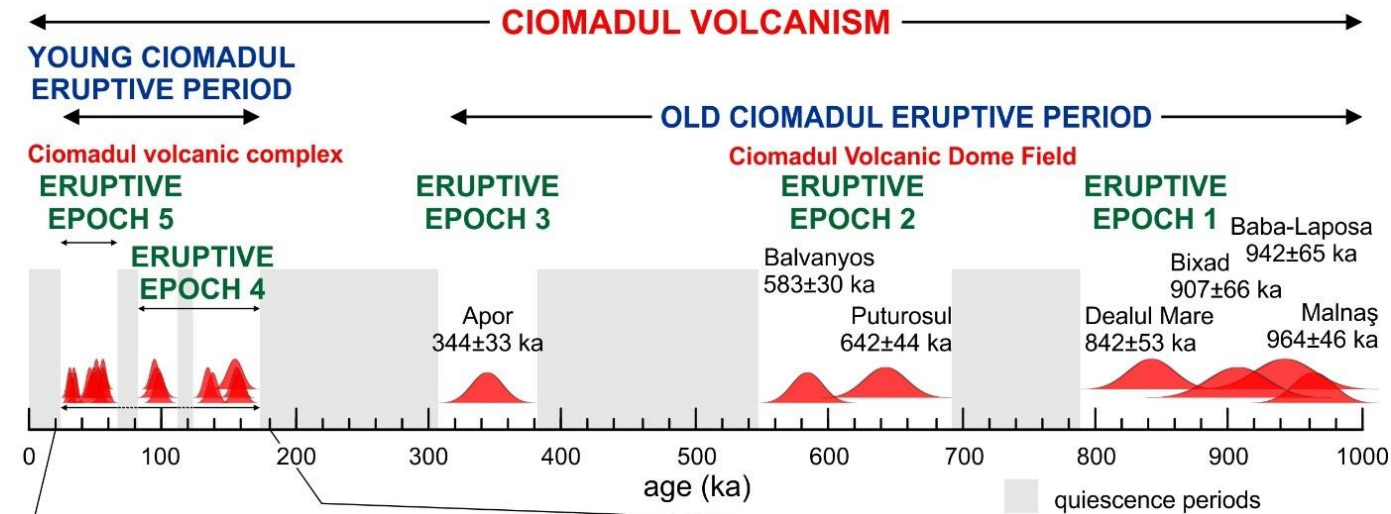 CIOMADUL VOLCANISM
YOUNG CIOMADUL
ERUPTIVE PERIOD
OLD CIOMADUL ERUPTIVE PERIOD
Ciomadul volcanic complex
Ciomadul Volcanic Dome Field
ERUPTIVE
EPOCH 5
ERUPTIVE
EPOCH 4
ERUPTIVE
EPOCH 3
ERUPTIVE
EPOCH 2
ERUPTIVE
EPOCH 1
Apor
344±33 ka
Balvanyos
583±30 ka
Puturosul
642±44 ka
Dealul Mare
842±53 ka
Bixad
907±66 ka
Baba-Laposa
942±65 ka
Malnaş
964±46 ka
0 100 200 300 400 500 600 700 800 900 1000
age (ka)
quiescence periods